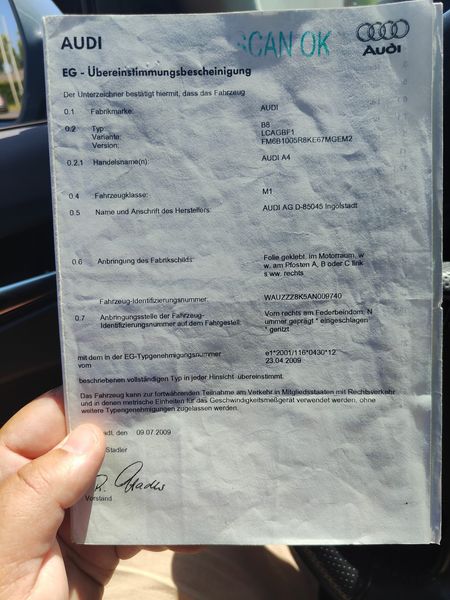 AUDI
SCAN OK
Audi
EG - Übereinstimmungsbescheinigung
Der Unterzeichner bestätigt hiermit, dass das Fahrzeug
0.1 Fabrikmarke: AUDI
0.2 Typ: B8
Variante: LCAGBF1
Version: FM6B1005R8KE67MGEM2
0.2.1 Handelsname(n): AUDI A4
0.4 Fahrzeugklasse: M1
0.5 Name und Anschrift des Herstellers: AUDI AG D-85045 Ingolstadt
0.6 Anbringung des Fabrikschilds: Folie geklebt. Im Motorraum, w
w. am Pfosten A, B oder C link
s ww. rechts
Fahrzeug-Identifizierungsnummer: WAUZZZ8K5AN009740
0.7 Anbringungsstelle der Fahrzeug- Vorn rechts am Federbeindom. N
Identifizierungsnummer auf dem Fahrgestell: ummer geprägt * eingeschlagen
* geritzt
mit dem in der EG-Typgenehmigungsnummer e1*2001/116*0430*12
vom 23.04.2009
beschriebenen vollständigen Typ in jeder Hinsicht übereinstimmt.
Das Fahrzeug kann zur fortwährenden Teilnahme am Verkehr in Mitgliedsstaaten mit Rechtsverkehr
und in denen metrische Einheiten für das Geschwindigkeitsmeßgerät verwendet werden, ohne
weitere Typengenehmigungen zugelassen werden.
stadt, den 09.07.2009
Stadler
R. Stadler
Vorstand